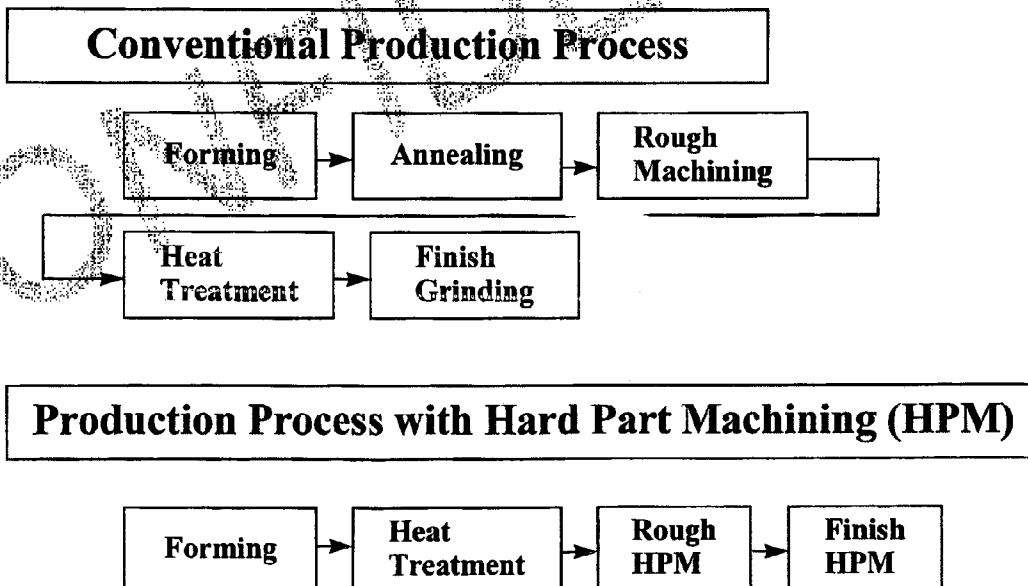 Conventional Production Process
Forming
Annealing
Rough
Machining
Heat
Treatment
Finish
Grinding
Production Process with Hard Part Machining (HPM)
Forming
Heat
Treatment
Rough
HPM
Finish
HPM